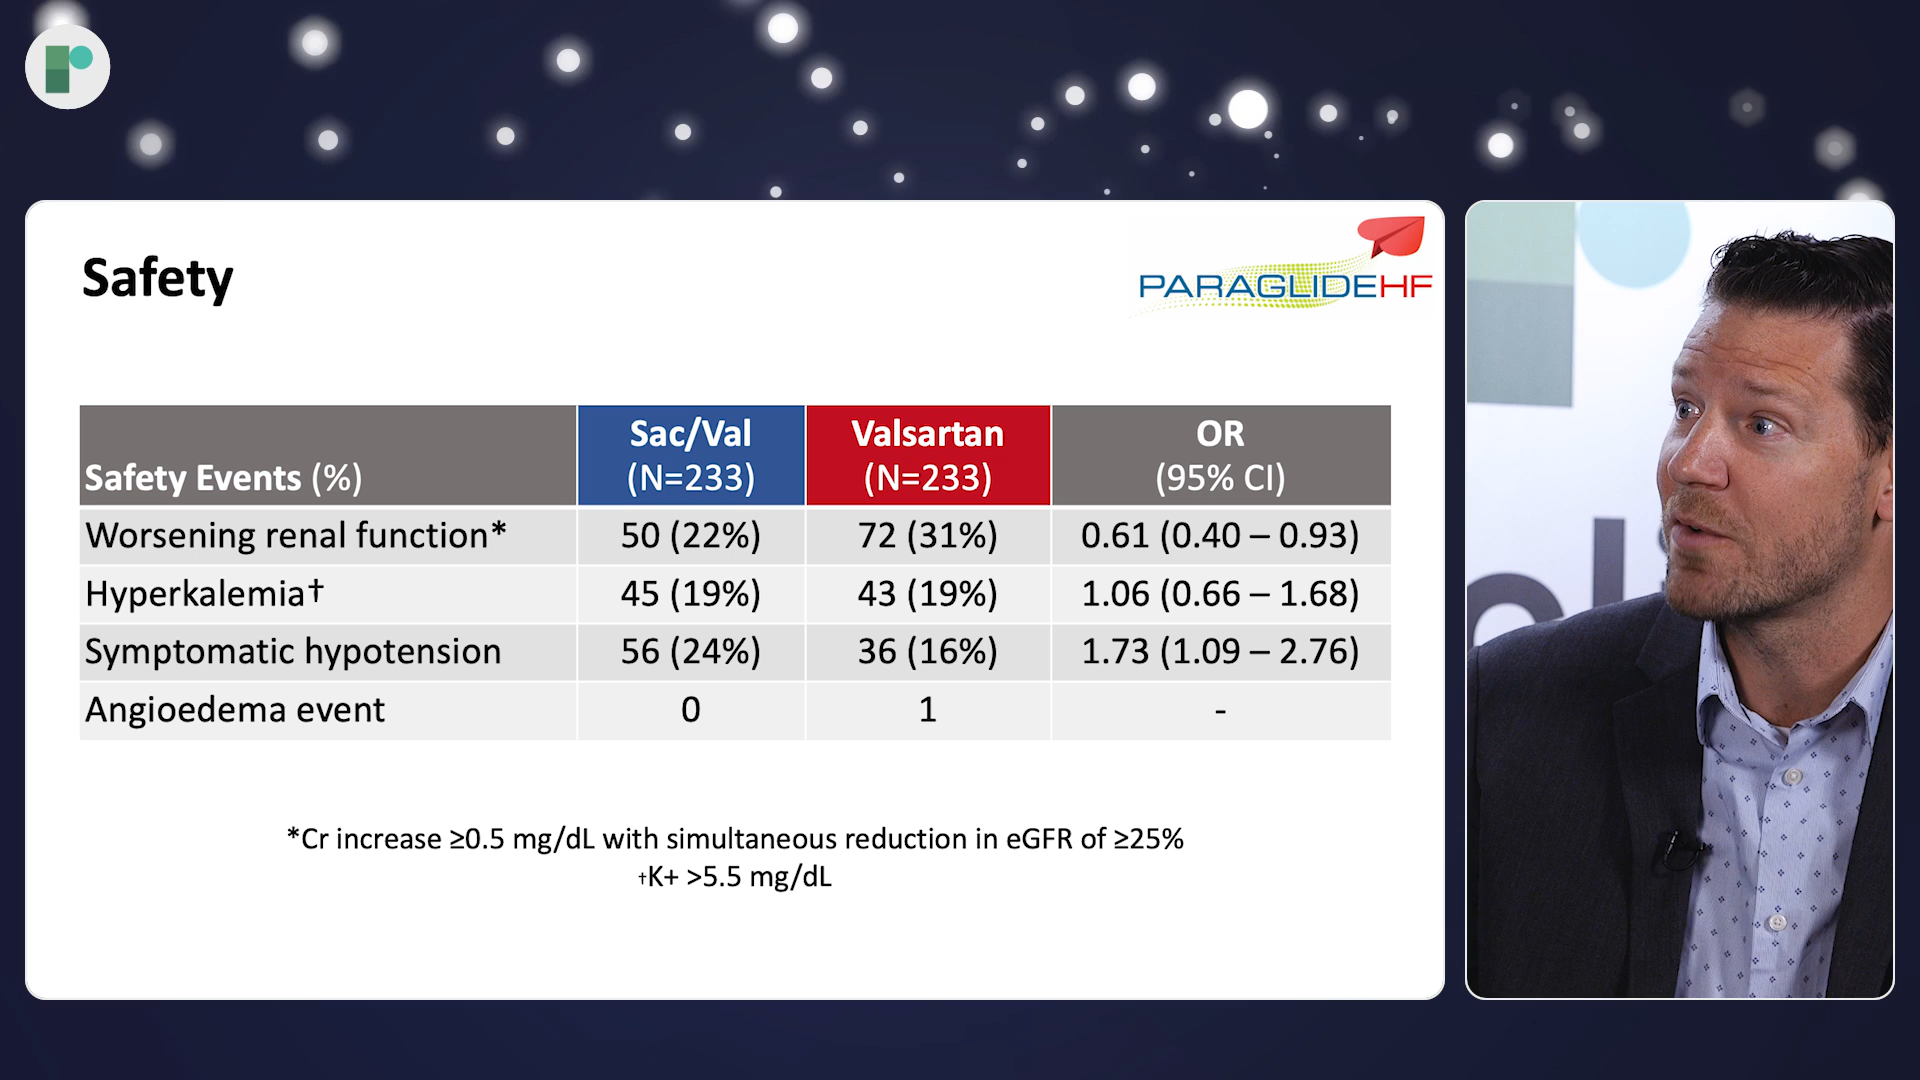 Safety
PARAGLIDEHF
Safety Events (%) Sac/Val (N=233) Valsartan (N=233) OR (95% CI)
Worsening renal function* 50 (22%) 72 (31%) 0.61 (0.40 – 0.93)
Hyperkalemia† 45 (19%) 43 (19%) 1.06 (0.66 – 1.68)
Symptomatic hypotension 56 (24%) 36 (16%) 1.73 (1.09 – 2.76)
Angioedema event 0 1 -
*Cr increase ≥0.5 mg/dL with simultaneous reduction in eGFR of ≥25%
†K+ >5.5 mg/dL